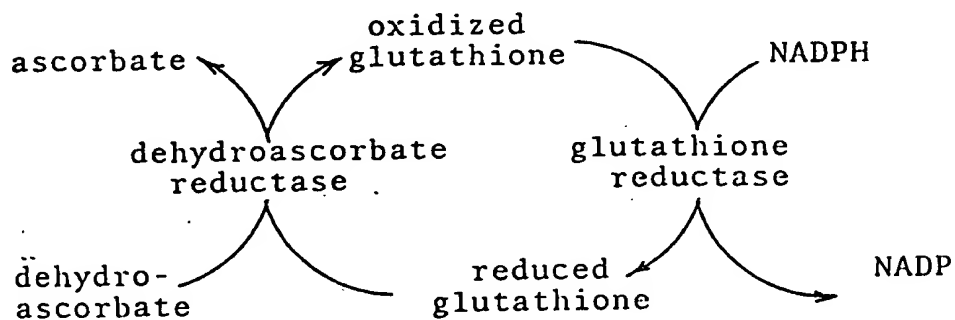 oxidized
glutathione
ascorbate
NADPH
dehydroascorbate
reductase
glutathione
reductase
dehydro-
ascorbate
reduced
glutathione
NADP